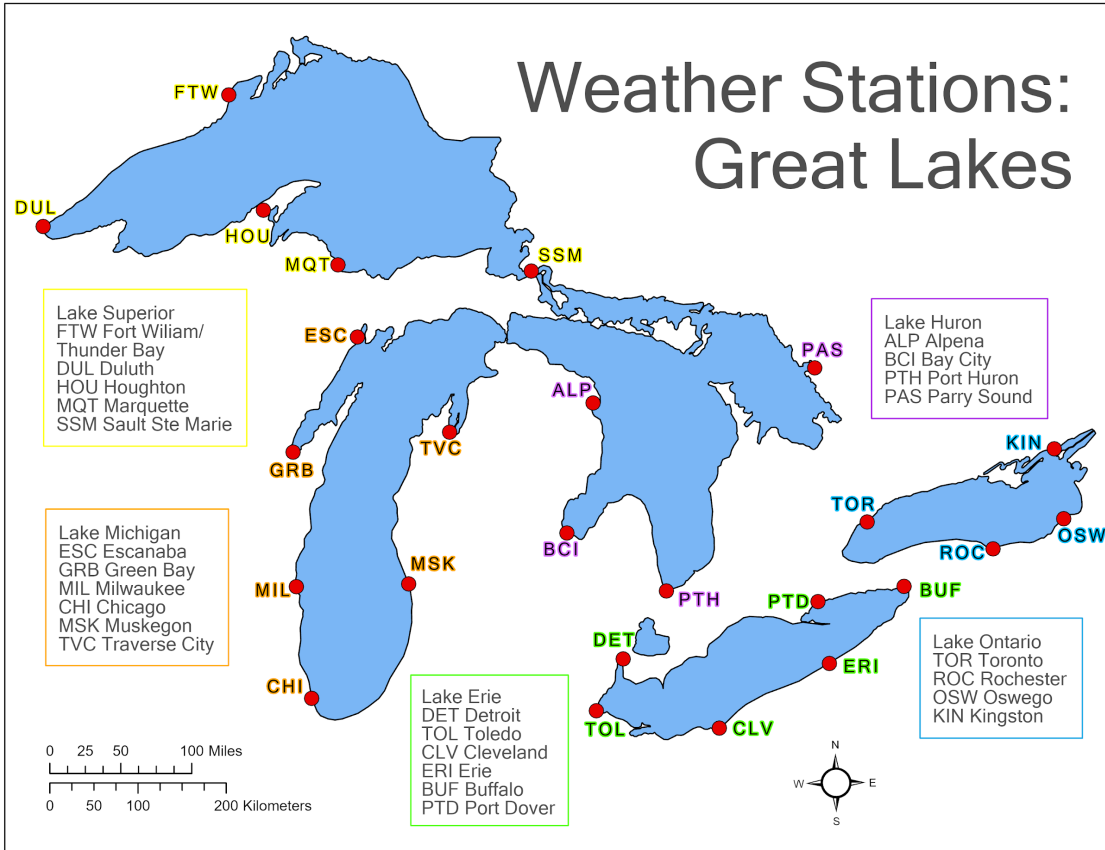 Weather Stations:
Great Lakes
FTW
DUL
HOU
MQT
SSM
Lake Superior
FTW Fort Wiliam/
Thunder Bay
DUL Duluth
HOU Houghton
MQT Marquette
SSM Sault Ste Marie
ESC
GRB
TVC
MIL
MSK
CHI
Lake Michigan
ESC Escanaba
GRB Green Bay
MIL Milwaukee
CHI Chicago
MSK Muskegon
TVC Traverse City
ALP
PAS
BCI
PTH
Lake Huron
ALP Alpena
BCI Bay City
PTH Port Huron
PAS Parry Sound
KIN
TOR
OSW
ROC
Lake Ontario
TOR Toronto
ROC Rochester
OSW Oswego
KIN Kingston
PTD
BUF
DET
ERI
TOL
CLV
Lake Erie
DET Detroit
TOL Toledo
CLV Cleveland
ERI Erie
BUF Buffalo
PTD Port Dover
0 25 50 100 Miles
0 50 100 200 Kilometers
N
W E
S